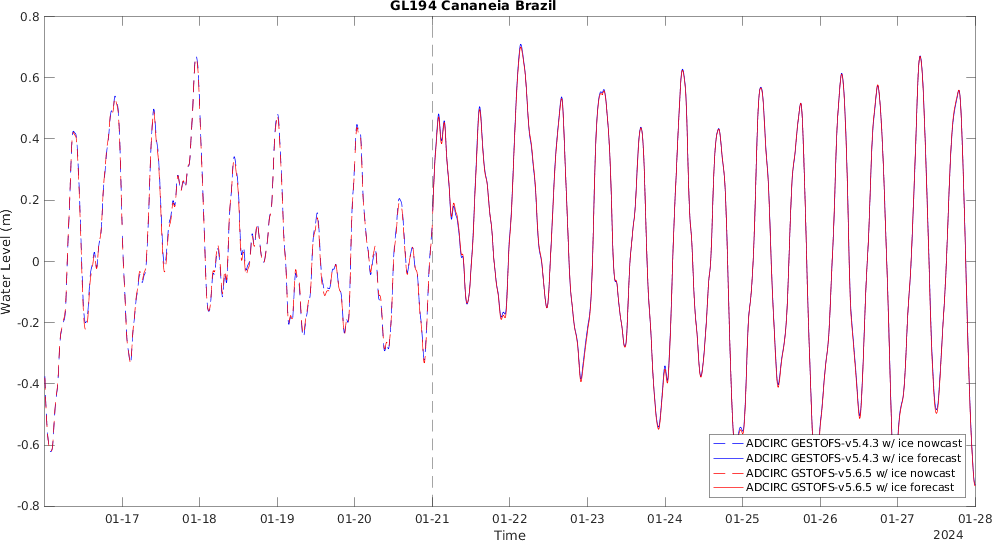 GL194 Cananeia Brazil
0.8
0.6
0.4
0.2
0
-0.2
-0.4
-0.6
-0.8
Water Level (m)
ADCIRC GESTOFS-v5.4.3 w/ ice nowcast
ADCIRC GESTOFS-v5.4.3 w/ ice forecast
ADCIRC GSTOFS-v5.6.5 w/ ice nowcast
ADCIRC GSTOFS-v5.6.5 w/ ice forecast
01-17 01-18 01-19 01-20 01-21 01-22 01-23 01-24 01-25 01-26 01-27 01-28
Time
2024